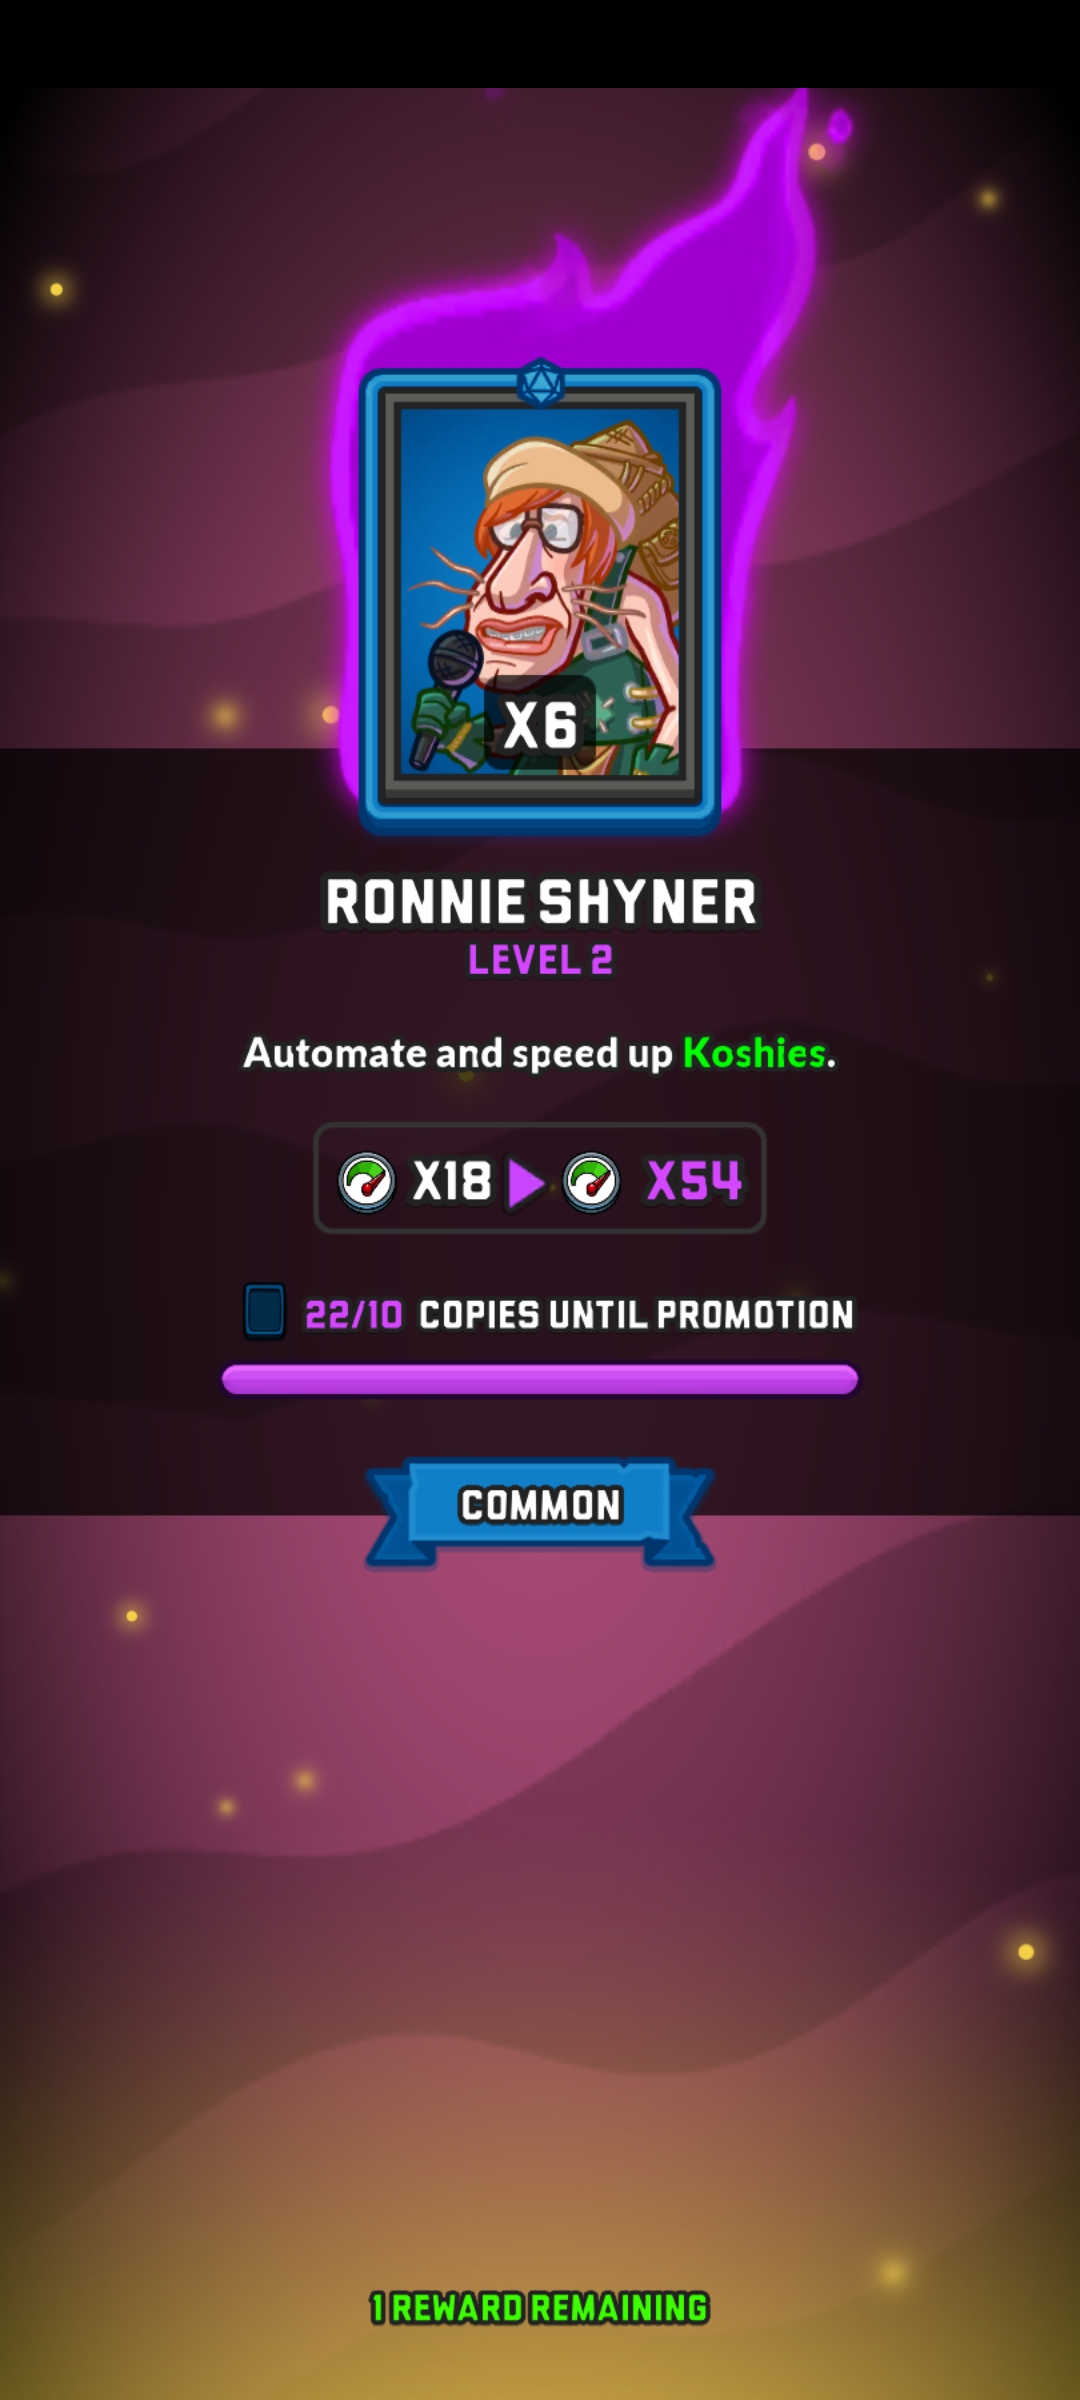 X6
RONNIE SHYNER
LEVEL 2
Automate and speed up Koshies.
X18 X54
22/10 COPIES UNTIL PROMOTION
COMMON
1 REWARD REMAINING